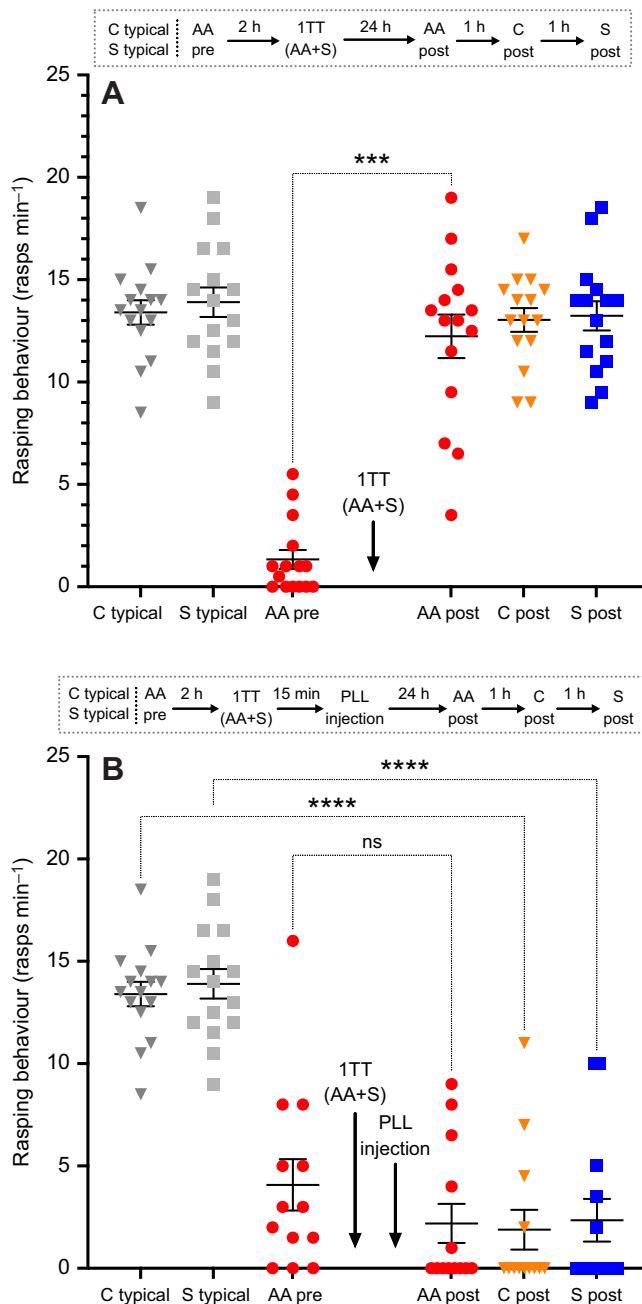 C typical AA 2 h 1TT 24 h AA 1 h C 1 h S
S typical pre (AA+S) post post post
A
Rasping behaviour (rasps min−1)
25
20
15
10
5
0
***
1TT
(AA+S)
C typical S typical AA pre AA post C post S post
C typical AA 2 h 1TT 15 min PLL 24 h AA 1 h C 1 h S
S typical pre (AA+S) injection post post post
B
Rasping behaviour (rasps min−1)
25
20
15
10
5
0
****
****
ns
1TT
(AA+S)
PLL
injection
C typical S typical AA pre AA post C post S post